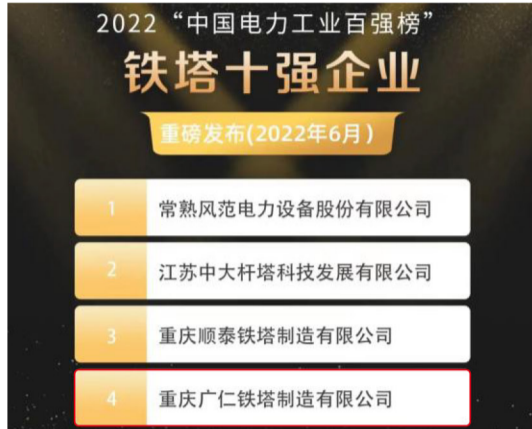 2022“中国电力工业百强榜”
铁塔十强企业
重磅发布(2022年6月)
1 常熟风范电力设备股份有限公司
2 江苏中大杆塔科技发展有限公司
3 重庆顺泰铁塔制造有限公司
4 重庆广仁铁塔制造有限公司